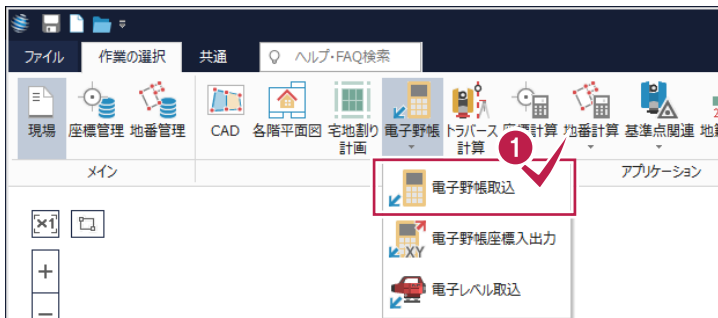 ファイル 作業の選択 共通 ヘルプ・FAQ検索
現場 座標管理 地番管理 CAD 各階平面図 宅地割り計画 電子野帳 トラバース計算 座標計算 地番計算 基準点関連
メイン アプリケーション
1
電子野帳取込
×1
電子野帳座標入出力
XY
+
電子レベル取込
−